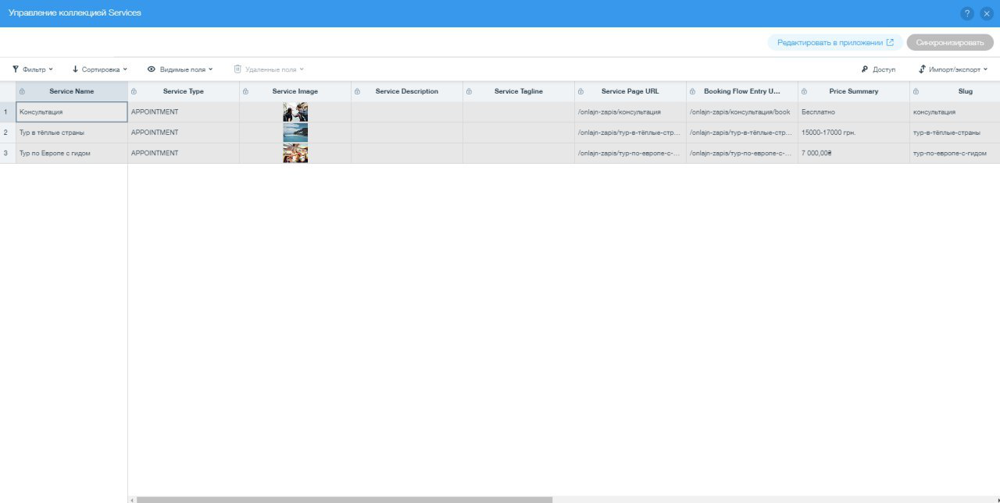 Управление коллекцией Services
?
Редактировать в приложении
Синхронизировать
Фильтр Сортировка Видимые поля Удаленные поля Доступ Импорт/экспорт
Service Name Service Type Service Image Service Description Service Tagline Service Page URL Booking Flow Entry U... Price Summary Slug
1 Консультация APPOINTMENT /onlajn-zapis/консультация /onlajn-zapis/консультация/book Бесплатно консультация
2 Тур в тёплые страны APPOINTMENT /onlajn-zapis/тур-в-тёплые-стр... /onlajn-zapis/тур-в-тёплые-стр... 15000-17000 грн. тур-в-тёплые-страны
3 Тур по Европе с гидом APPOINTMENT /onlajn-zapis/тур-по-европе-с-... /onlajn-zapis/тур-по-европе-с-... 7 000,00₴ тур-по-европе-с-гидом